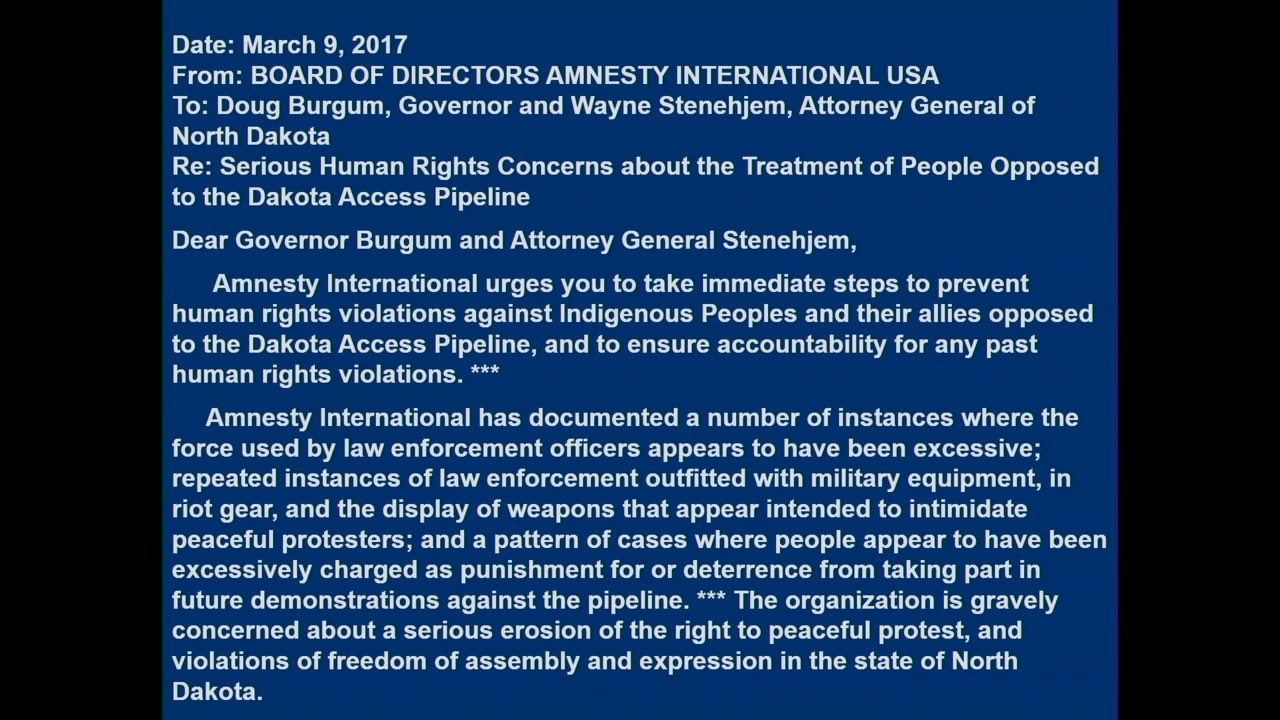 Date: March 9, 2017
From: BOARD OF DIRECTORS AMNESTY INTERNATIONAL USA
To: Doug Burgum, Governor and Wayne Stenehjem, Attorney General of
North Dakota
Re: Serious Human Rights Concerns about the Treatment of People Opposed
to the Dakota Access Pipeline
Dear Governor Burgum and Attorney General Stenehjem,
Amnesty International urges you to take immediate steps to prevent
human rights violations against Indigenous Peoples and their allies opposed
to the Dakota Access Pipeline, and to ensure accountability for any past
human rights violations. ***
Amnesty International has documented a number of instances where the
force used by law enforcement officers appears to have been excessive;
repeated instances of law enforcement outfitted with military equipment, in
riot gear, and the display of weapons that appear intended to intimidate
peaceful protesters; and a pattern of cases where people appear to have been
excessively charged as punishment for or deterrence from taking part in
future demonstrations against the pipeline. *** The organization is gravely
concerned about a serious erosion of the right to peaceful protest, and
violations of freedom of assembly and expression in the state of North
Dakota.